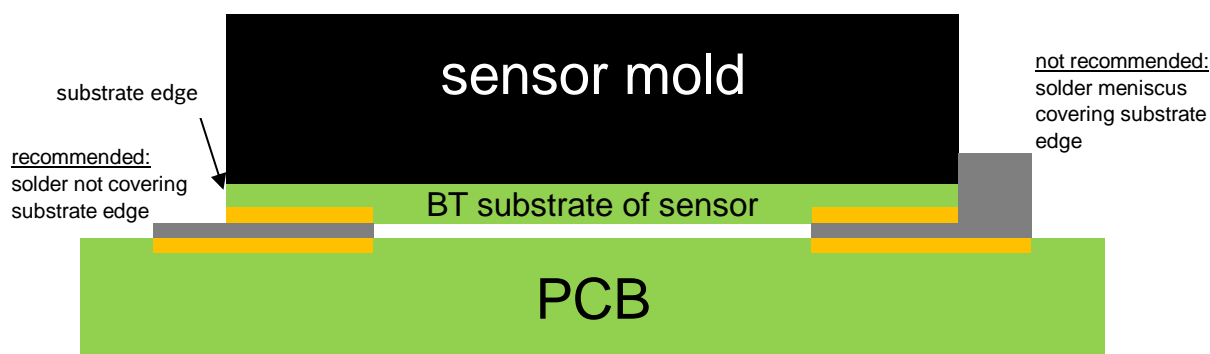 sensor mold
substrate edge
recommended:
solder not covering
substrate edge
not recommended:
solder meniscus
covering substrate
edge
BT substrate of sensor
PCB